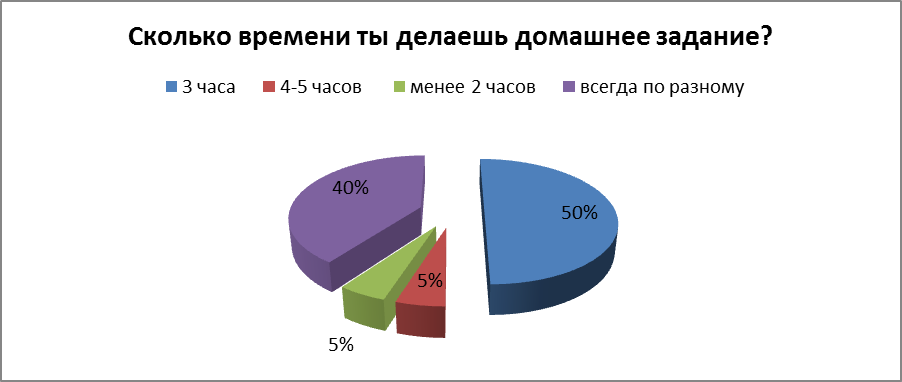 Сколько времени ты делаешь домашнее задание?
3 часа 4-5 часов менее 2 часов всегда по разному
40%
50%
5%
5%